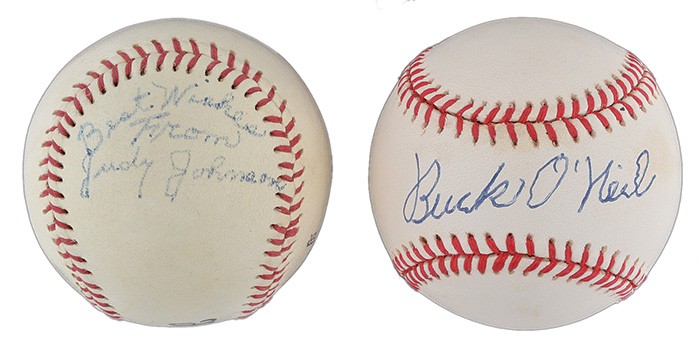 Best Wishes
From
Judy Johnson
Buck O'Neil